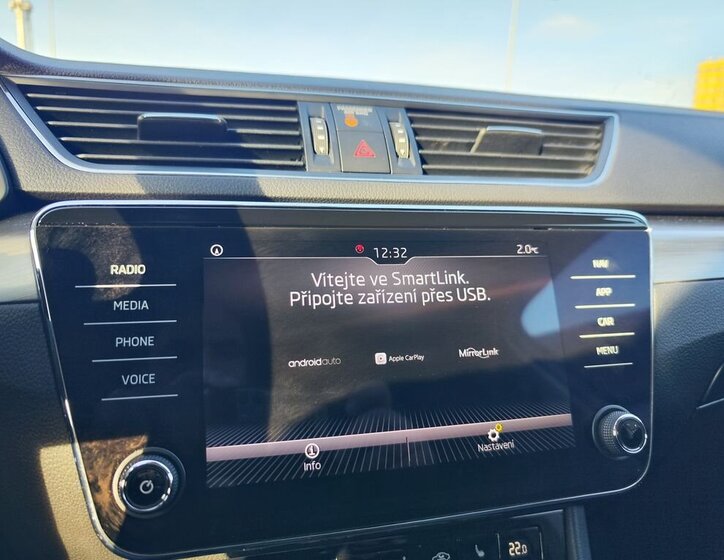 12:32
2.0°C
RADIO
MEDIA
PHONE
VOICE
Vítejte ve SmartLink.
Připojte zařízení přes USB.
androidauto
Apple CarPlay
MirrorLink
Info
Nastavení
NAV
APP
CAR
MENU
22.0